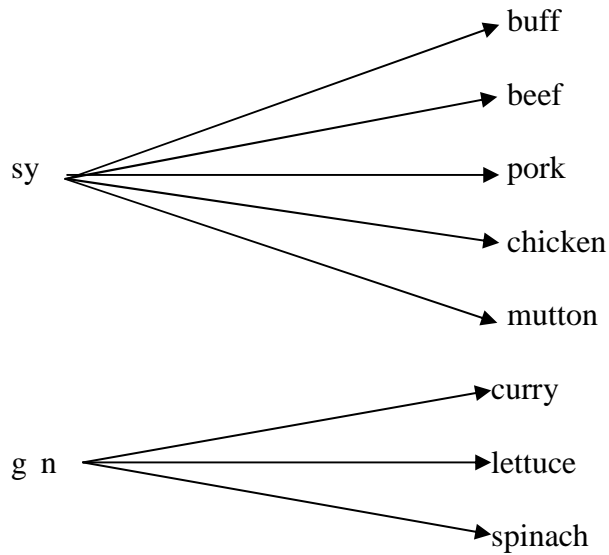 buff
beef
sy
pork
chicken
mutton
curry
g n
lettuce
spinach